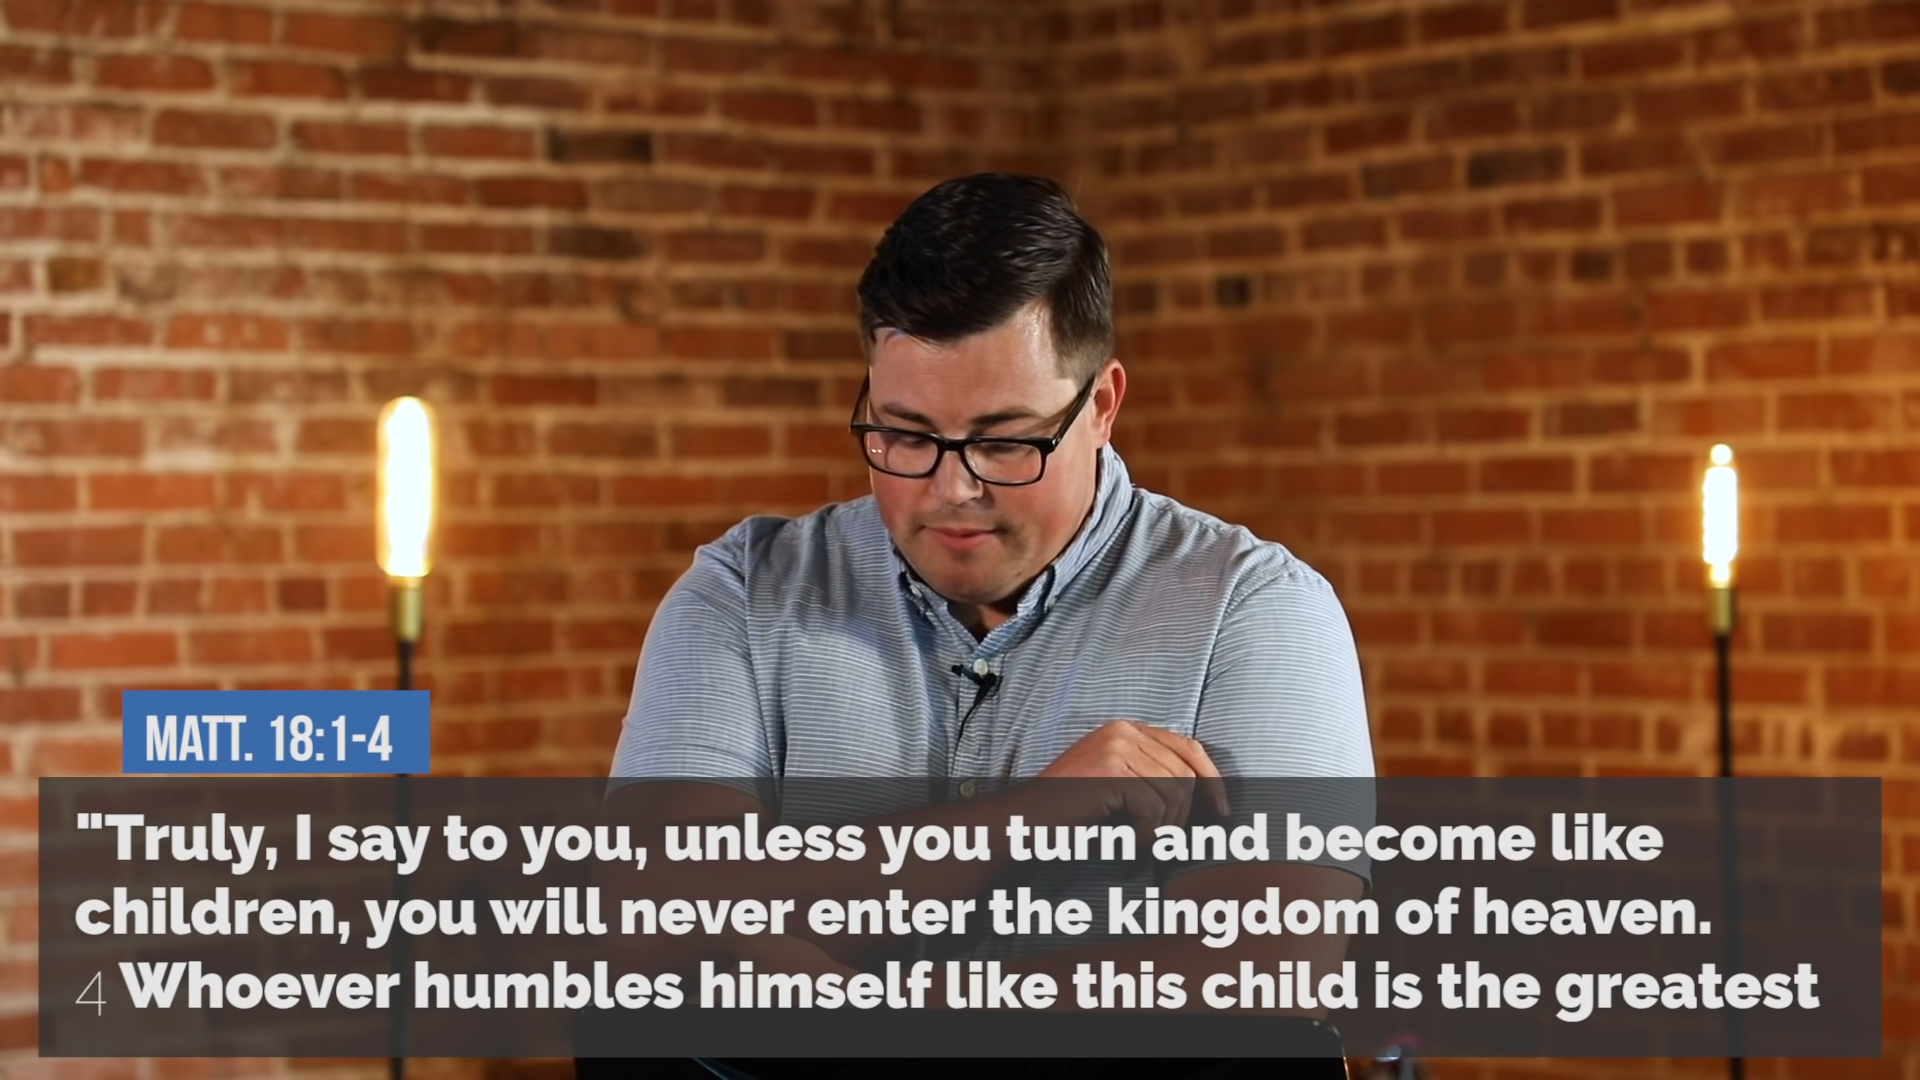 MATT. 18:1-4
"Truly, I say to you, unless you turn and become like
children, you will never enter the kingdom of heaven.
4 Whoever humbles himself like this child is the greatest